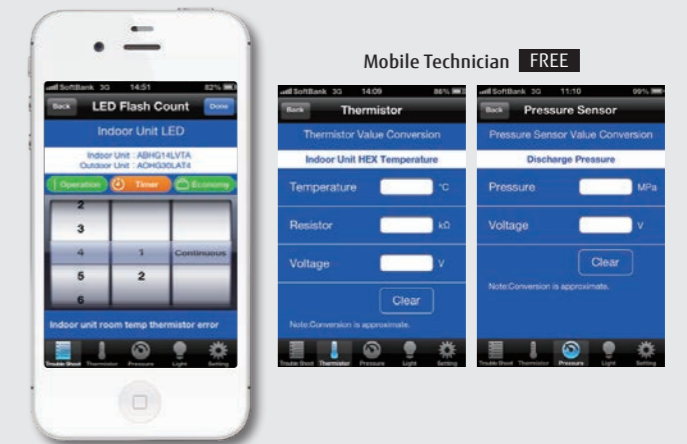 Mobile Technician FREE
SoftBank 3G 14:51 82%
Back LED Flash Count Done
Indoor Unit LED
Indoor Unit : ABHG14LVTA
Outdoor Unit : AOHG30LAT4
Operation Timer Economy
2
3
4 1 Continuous
5 2
6
Indoor unit room temp thermistor error
Trouble Shoot Thermistor Pressure Light Setting
SoftBank 3G 14:09 86%
Back Thermistor
Thermistor Value Conversion
Indoor Unit HEX Temperature
Temperature °C
Resistor kΩ
Voltage V
Clear
Note:Conversion is approximate.
Trouble Shoot Thermistor Pressure Light Setting
SoftBank 3G 11:10 99%
Back Pressure Sensor
Pressure Sensor Value Conversion
Discharge Pressure
Pressure MPa
Voltage V
Clear
Note:Conversion is approximate.
Trouble Shoot Thermistor Pressure Light Setting